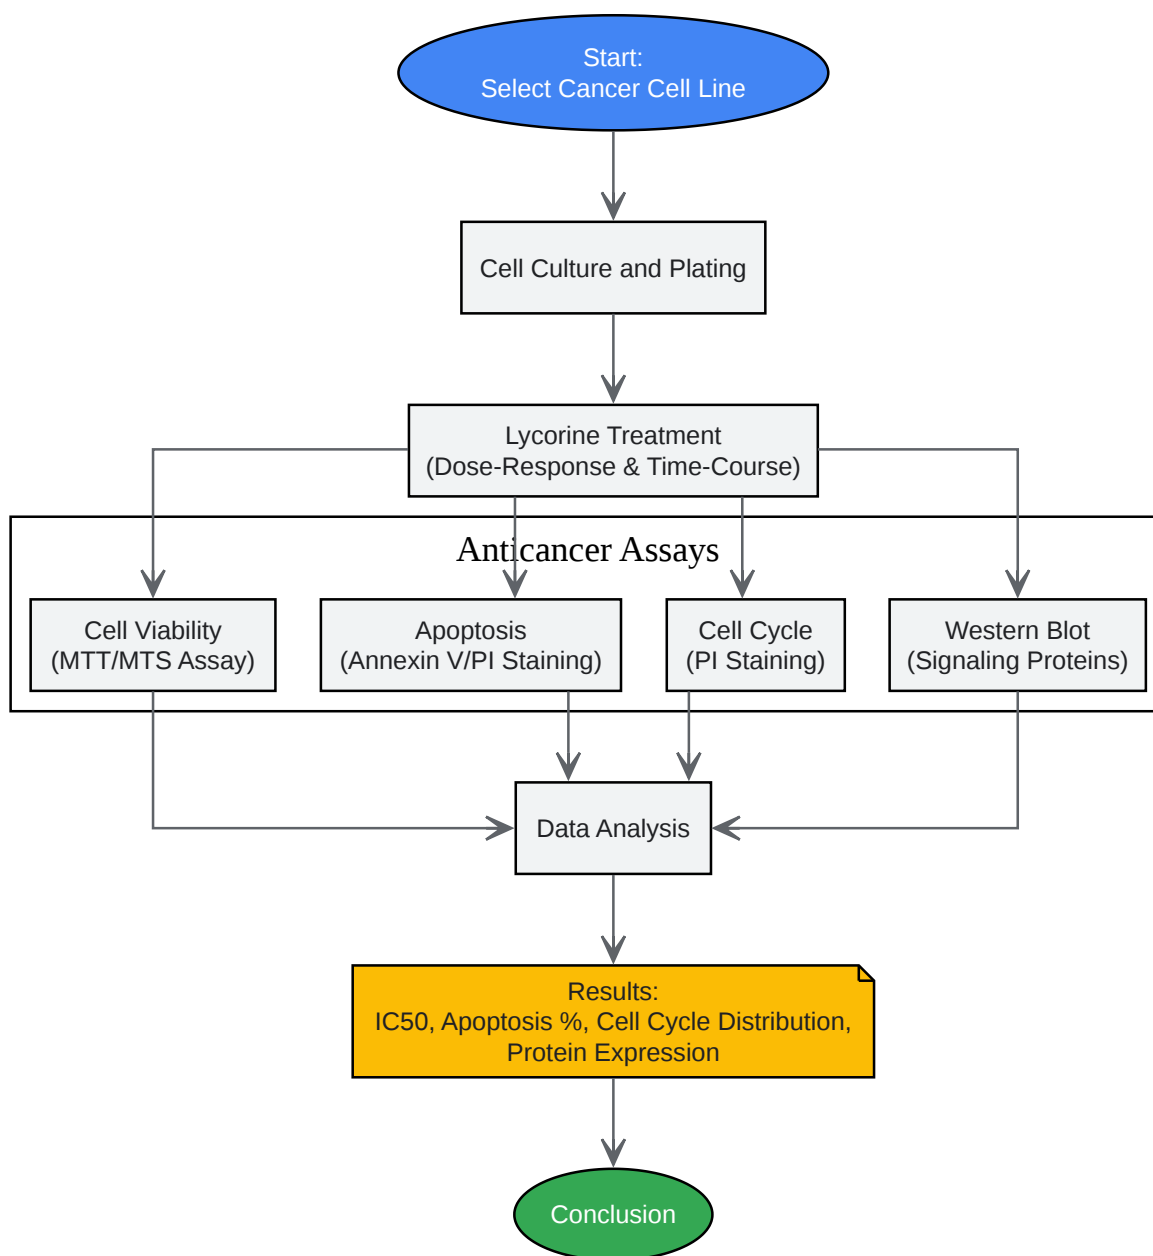 Start:
Select Cancer Cell Line
Cell Culture and Plating
Lycorine Treatment
(Dose-Response & Time-Course)
Anticancer Assays
Cell Viability
(MTT/MTS Assay)
Apoptosis
(Annexin V/PI Staining)
Cell Cycle
(PI Staining)
Western Blot
(Signaling Proteins)
Data Analysis
Results:
IC50, Apoptosis %, Cell Cycle Distribution,
Protein Expression
Conclusion